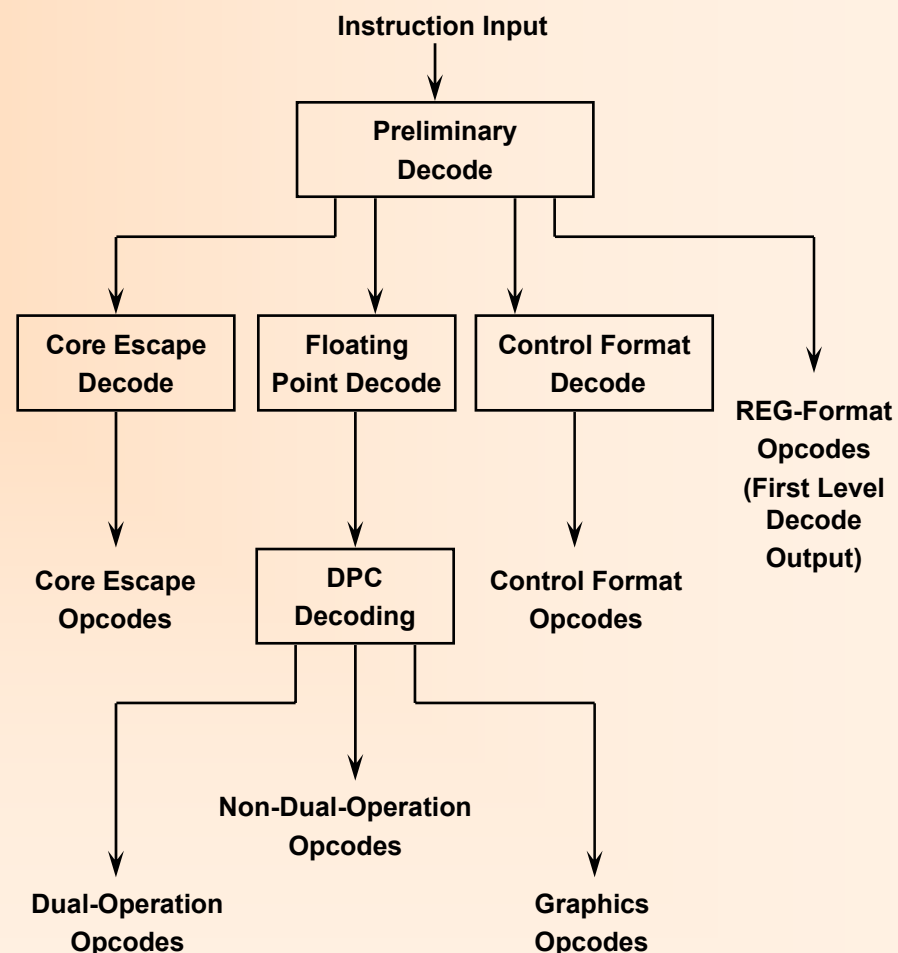 Instruction Input
Preliminary
Decode
Core Escape
Decode
Floating
Point Decode
Control Format
Decode
REG-Format
Opcodes
(First Level
Decode
Output)
Core Escape
Opcodes
DPC
Decoding
Control Format
Opcodes
Non-Dual-Operation
Opcodes
Dual-Operation
Opcodes
Graphics
Opcodes